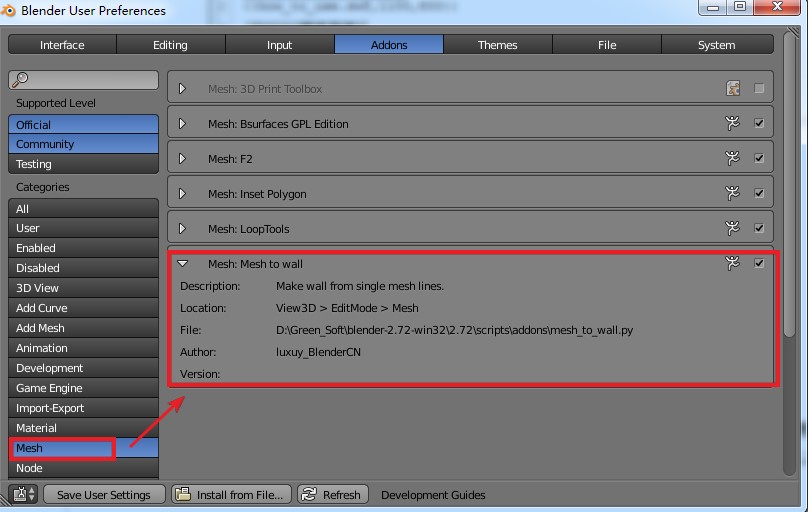 Blender User Preferences
Interface
Editing
Input
Addons
Themes
File
System
Supported Level
Official
Community
Testing
Categories
All
User
Enabled
Disabled
3D View
Add Curve
Add Mesh
Animation
Development
Game Engine
Import-Export
Material
Mesh
Node
Mesh: 3D Print Toolbox
Mesh: Bsurfaces GPL Edition
Mesh: F2
Mesh: Inset Polygon
Mesh: LoopTools
Mesh: Mesh to wall
Description: Make wall from single mesh lines.
Location: View3D > EditMode > Mesh
File: D:\Green_Soft\blender-2.72-win32\2.72\scripts\addons\mesh_to_wall.py
Author: luxuy_BlenderCN
Version:
Save User Settings
Install from File...
Refresh
Development Guides